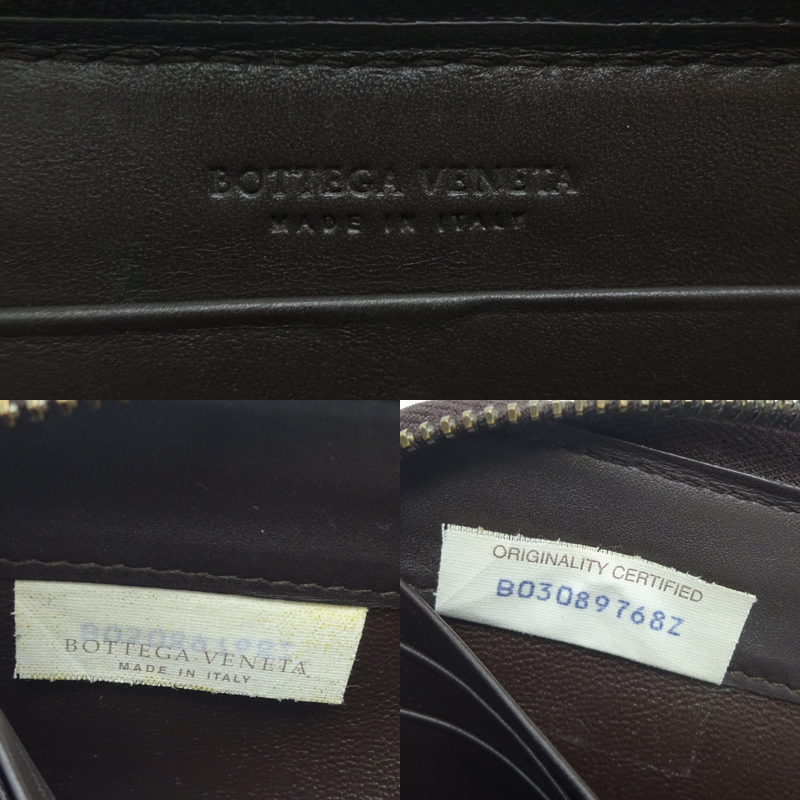 BOTTEGA VENETA
MADE IN ITALY
BOTTEGA VENETA
MADE IN ITALY
ORIGINALITY CERTIFIED
B03089768Z